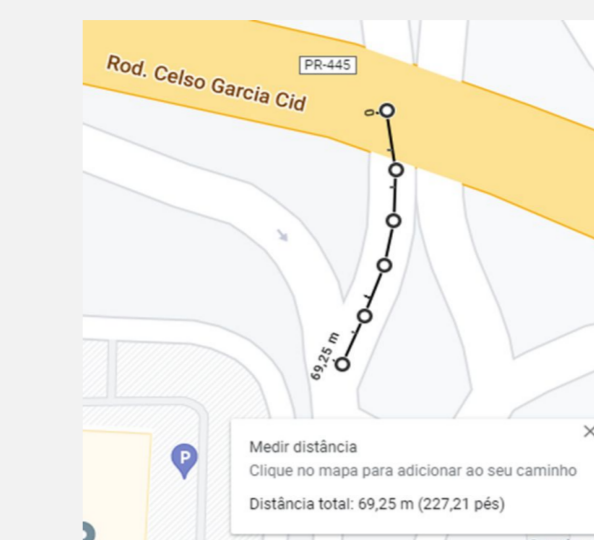 PR-445
Rod. Celso Garcia Cid
0
69,25 m
P
Medir distância
Clique no mapa para adicionar ao seu caminho
Distância total: 69,25 m (227,21 pés)